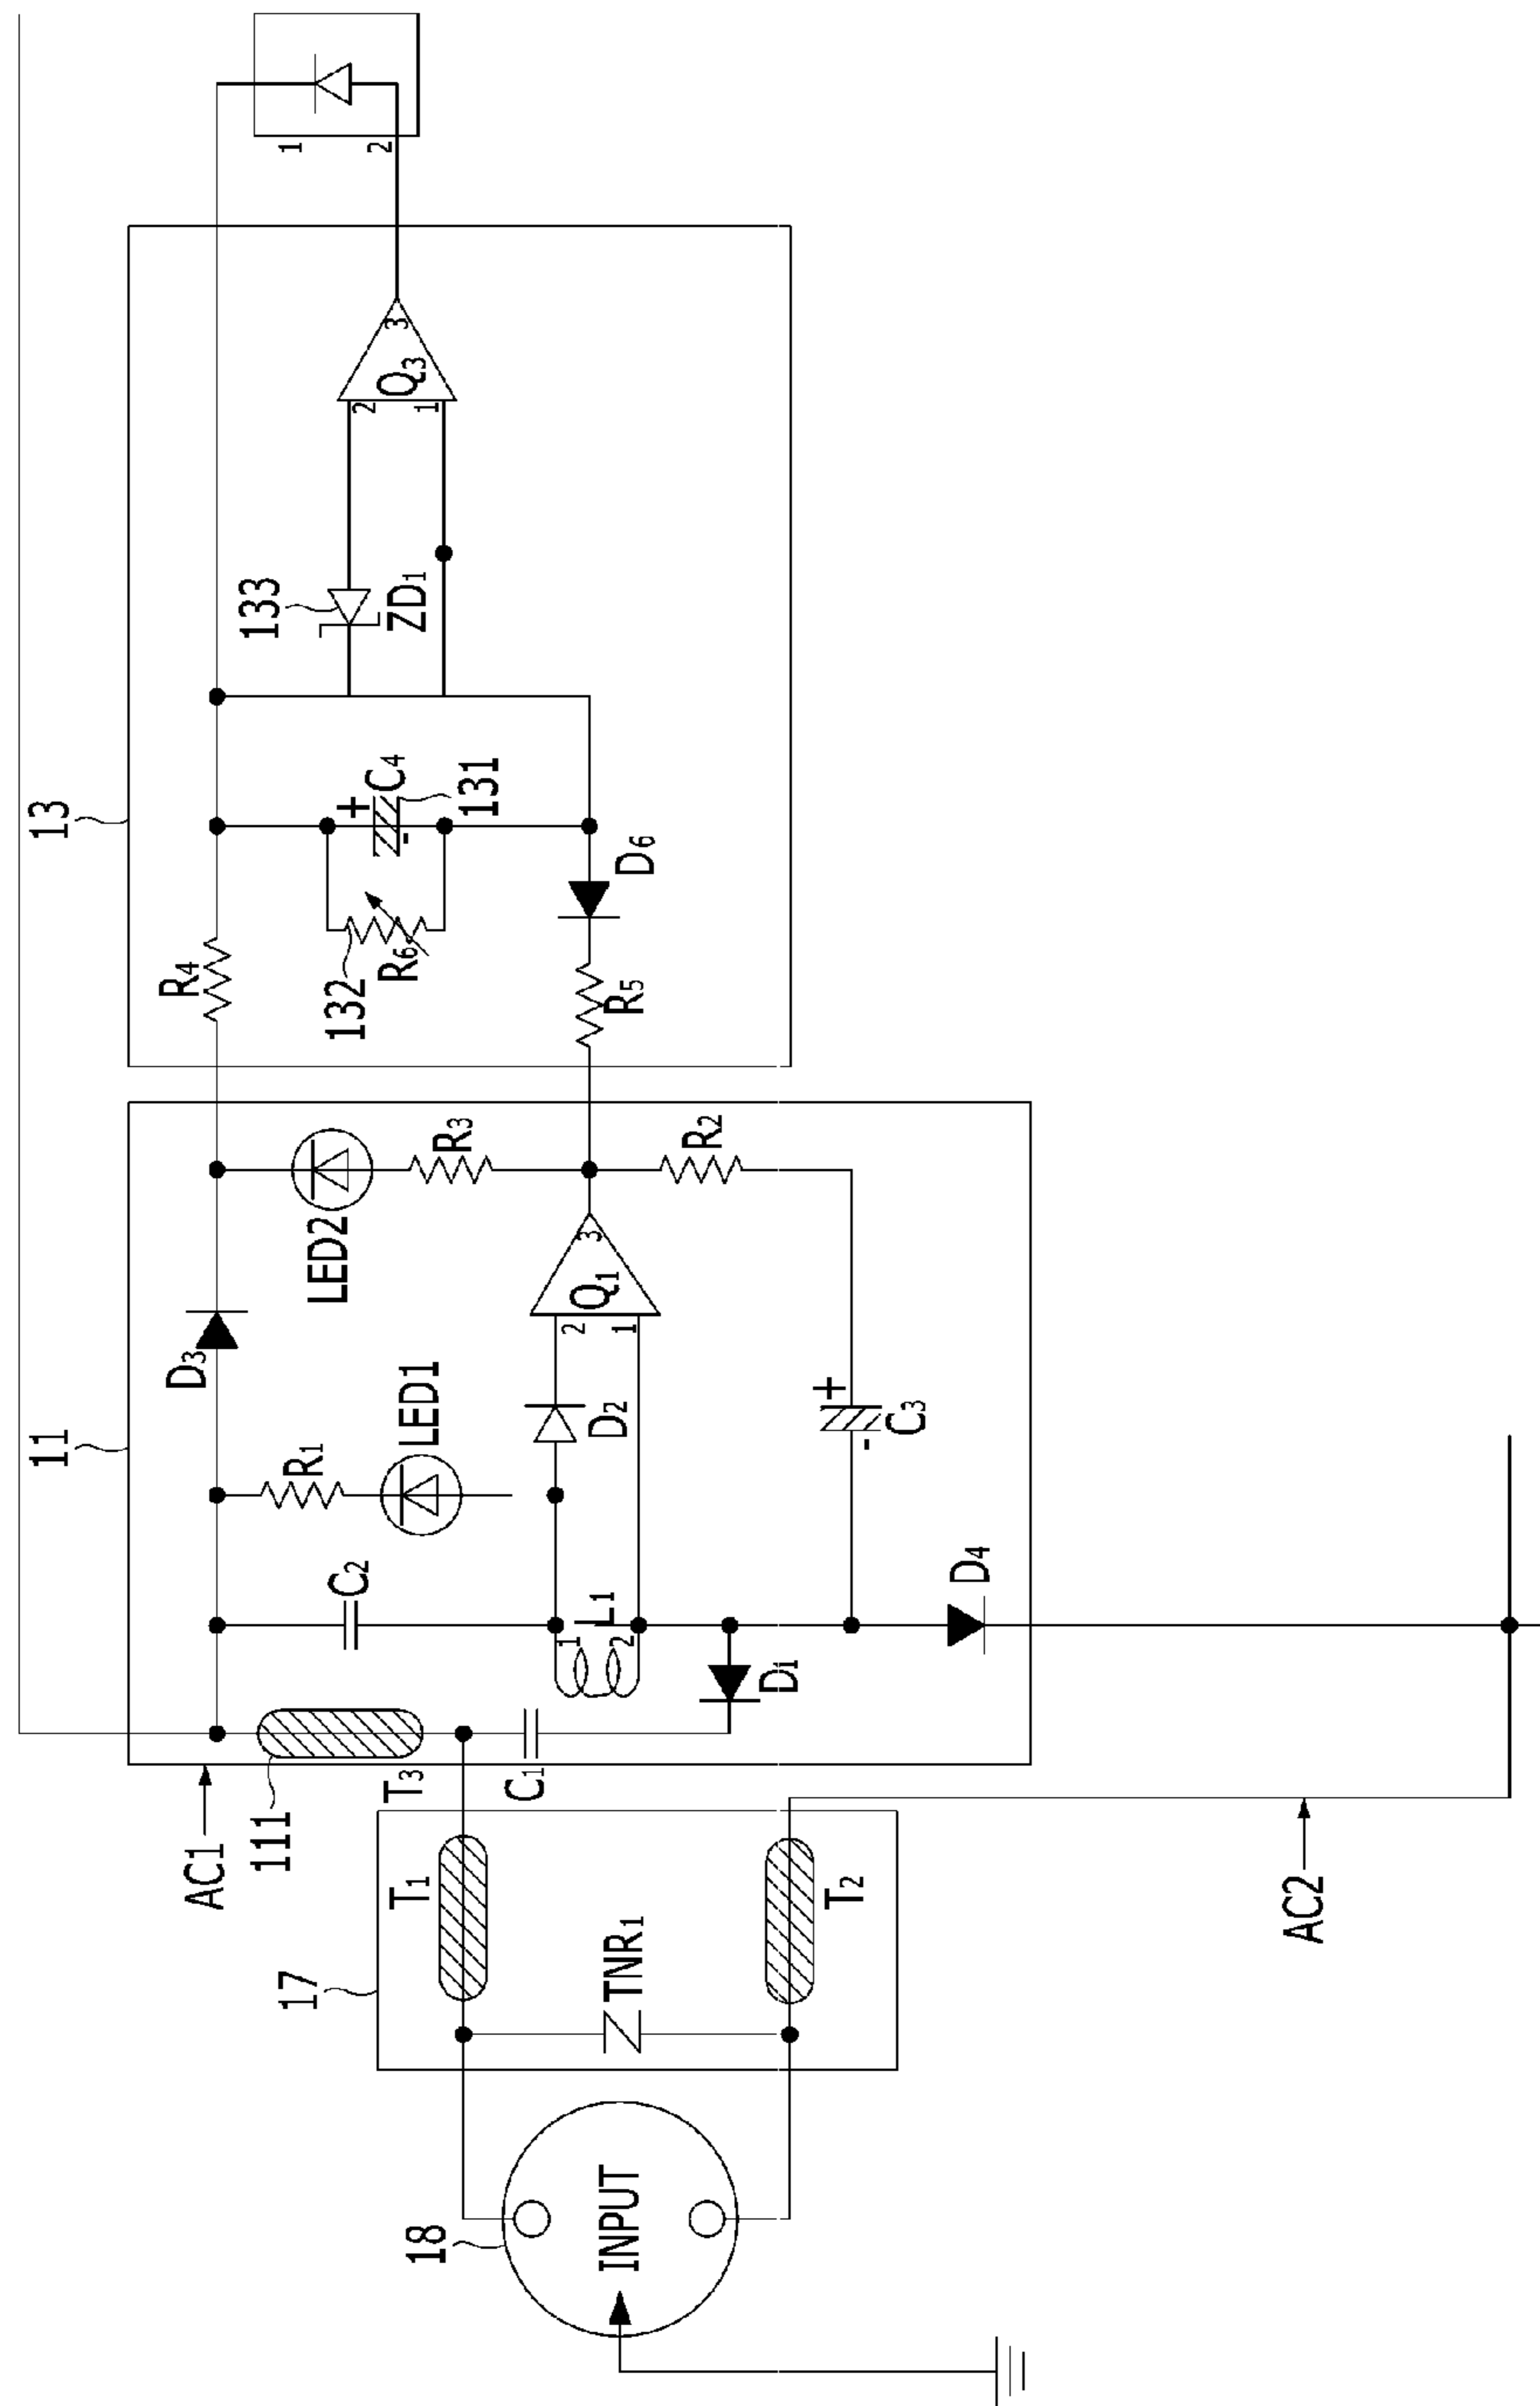 18
INPUT
17
T1
TNR1
T2
AC1
AC2
11
111
T3
C1
C2
1
L1
2
D1
D4
R1
LED1
D2
D3
2
1
Q1
3
+
-
C3
LED2
R3
R2
13
R4
R5
132
R6
D6
+
-
C4
131
133
ZD1
2
1
Q3
3
1
2